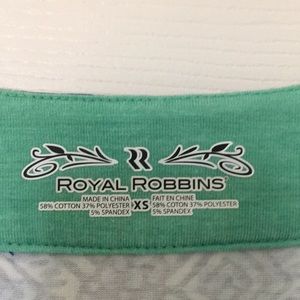 ROYAL ROBBINS®
MADE IN CHINA
58% COTTON 37% POLYESTER
5% SPANDEX
XS
FAIT EN CHINE
58% COTON 37% POLYESTER
5% SPANDEX